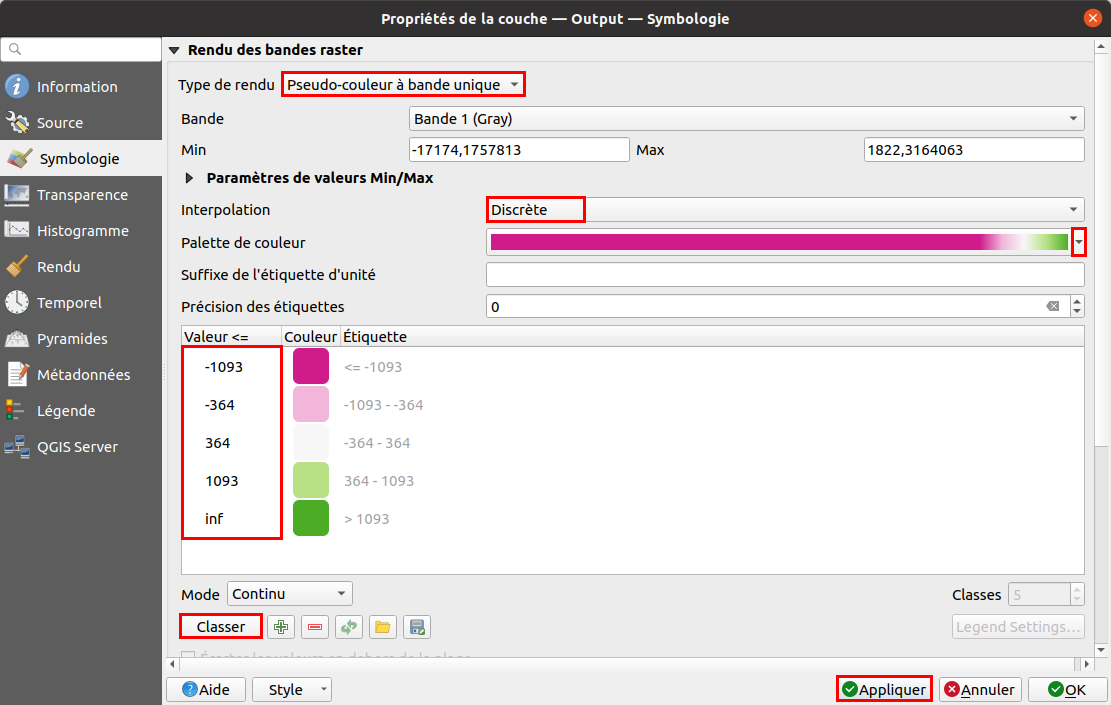 Propriétés de la couche — Output — Symbologie
Information
Source
Symbologie
Transparence
Histogramme
Rendu
Temporel
Pyramides
Métadonnées
Légende
QGIS Server
Rendu des bandes raster
Type de rendu Pseudo-couleur à bande unique
Bande Bande 1 (Gray)
Min -17174,1757813 Max 1822,3164063
Paramètres de valeurs Min/Max
Interpolation Discrète
Palette de couleur
Suffixe de l'étiquette d'unité
Précision des étiquettes 0
Valeur <= Couleur Étiquette
-1093 <= -1093
-364 -1093 - -364
364 -364 - 364
1093 364 - 1093
inf > 1093
Mode Continu Classes 5
Classer Legend Settings...
Aide Style Appliquer Annuler OK